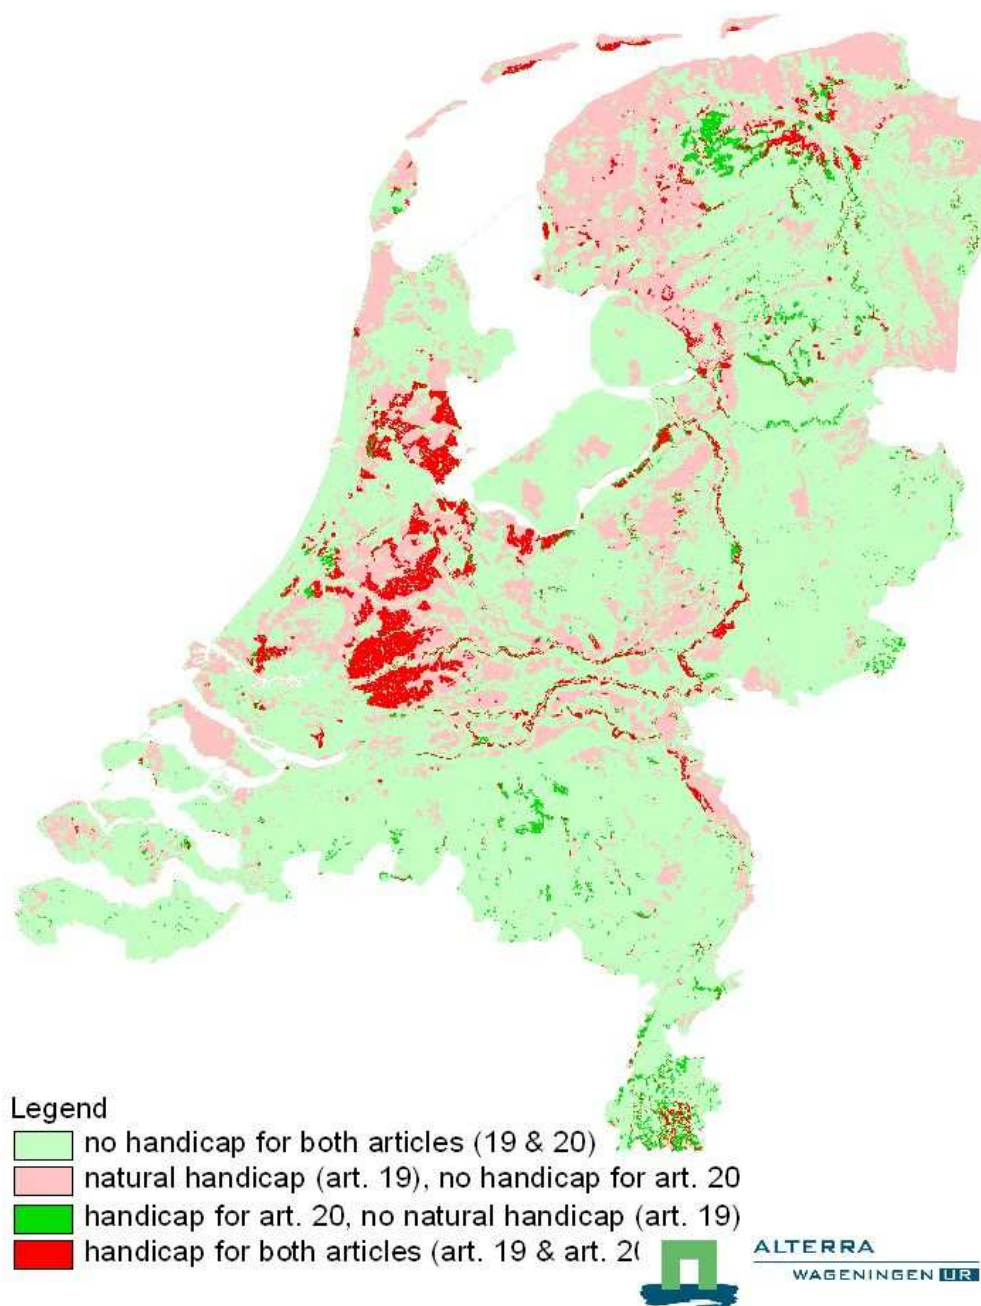 Legend
no handicap for both articles (19 & 20)
natural handicap (art. 19), no handicap for art. 20
handicap for art. 20, no natural handicap (art. 19)
handicap for both articles (art. 19 & art. 20
ALTERRA
WAGENINGEN UR